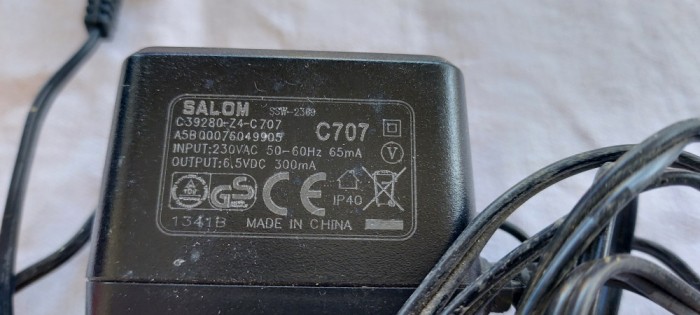 SALOM SSW-2309
C39280-Z4-C707
A5B00076049905
C707
INPUT:230VAC 50-60Hz 65mA
OUTPUT:6,5VDC 300mA
V
TÜV GS CE IP40
1341B MADE IN CHINA